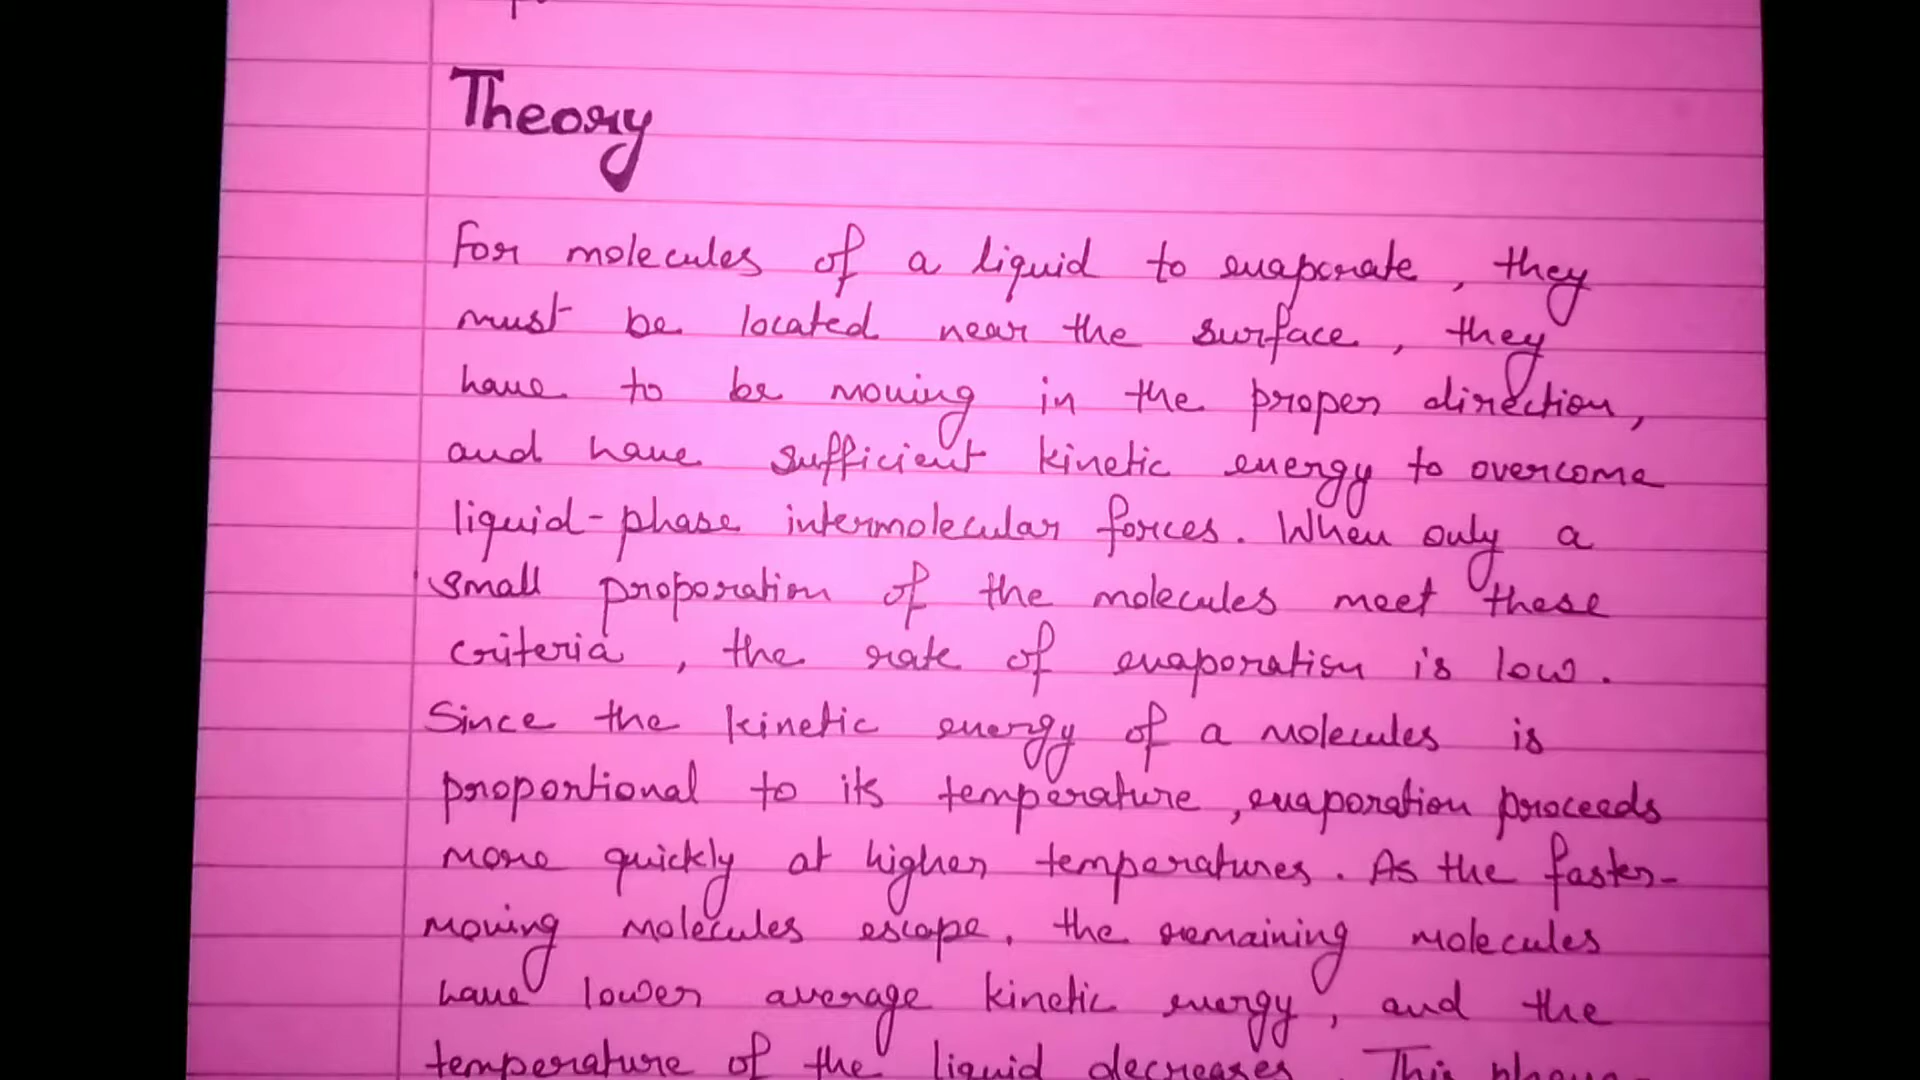 Theory
For molecules of a liquid to evaporate, they
must be located near the surface, they
have to be moving in the proper direction,
and have sufficient kinetic energy to overcome
liquid-phase intermolecular forces. When only a
small proporation of the molecules meet these
criteria, the rate of evaporation is low.
Since the kinetic energy of a molecules is
proportional to its temperature, evaporation proceeds
more quickly at higher temperatures. As the faster-
moving molecules escape, the remaining molecules
have lower average kinetic energy, and the
temperature of the liquid decreases. This